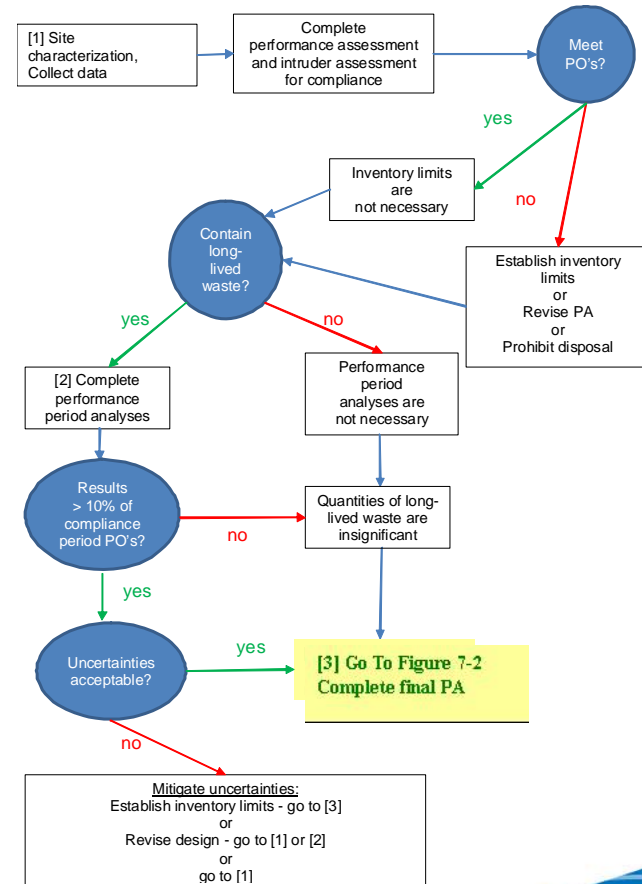 [1] Site
characterization,
Collect data
Complete
performance assessment
and intruder assessment
for compliance
Meet
PO's?
yes
no
Inventory limits
are
not necessary
Contain
long-
lived
waste?
Establish inventory
limits
or
Revise PA
or
Prohibit disposal
yes
no
[2] Complete
performance
period analyses
Performance
period
analyses are
not necessary
Results
> 10% of
compliance
period PO's?
no
Quantities of long-
lived waste are
insignificant
yes
Uncertainties
acceptable?
yes
[3] Go To Figure 7-2
Complete final PA
no
Mitigate uncertainties:
Establish inventory limits - go to [3]
or
Revise design - go to [1] or [2]
or
go to [1]